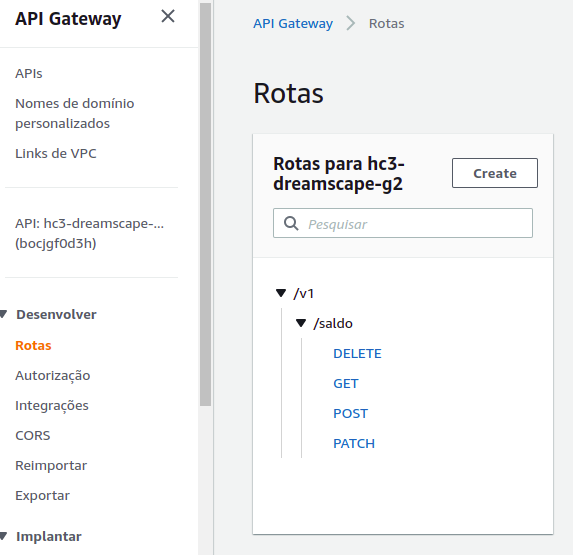 API Gateway
APIs
Nomes de domínio
personalizados
Links de VPC
API: hc3-dreamscape-...
(bocjgf0d3h)
Desenvolver
Rotas
Autorização
Integrações
CORS
Reimportar
Exportar
Implantar
API Gateway > Rotas
Rotas
Rotas para hc3-
dreamscape-g2
Create
Pesquisar
/v1
/saldo
DELETE
GET
POST
PATCH